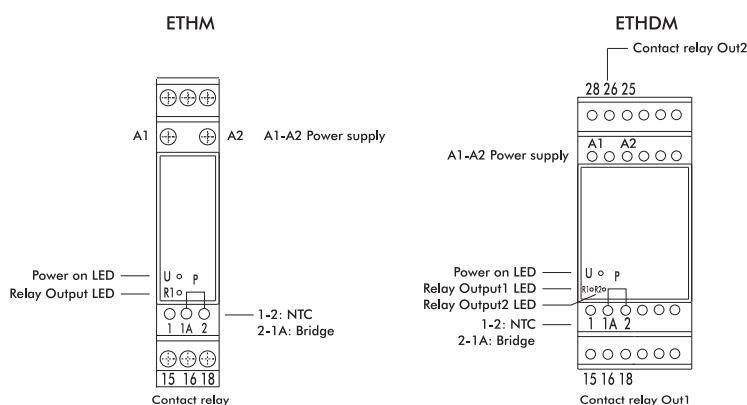 ETHM
A1
A2
A1-A2 Power supply
Power on LED
U
P
Relay Output LED
R1
1 1A 2
1-2: NTC
2-1A: Bridge
15 16 18
Contact relay
ETHDM
Contact relay Out2
28 26 25
A1 A2
A1-A2 Power supply
Power on LED
U
P
Relay Output1 LED
R1 R2
Relay Output2 LED
1-2: NTC
1 1A 2
2-1A: Bridge
15 16 18
Contact relay Out1